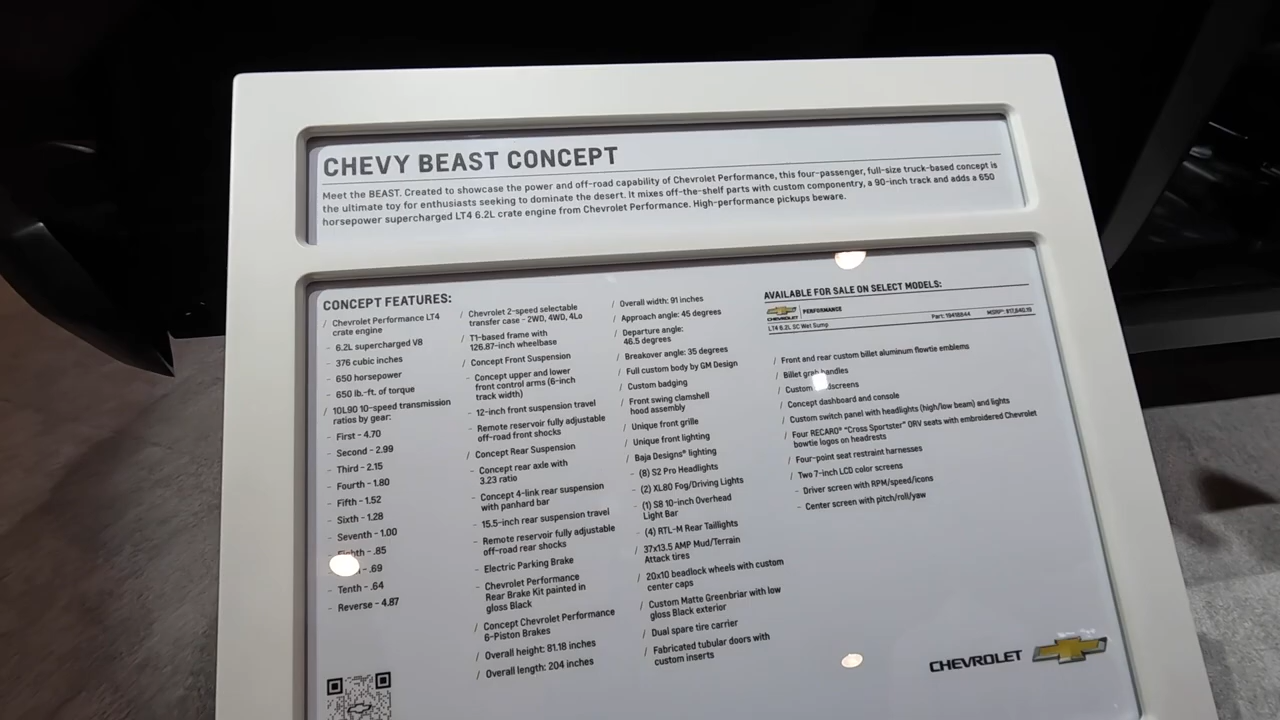 CHEVY BEAST CONCEPT
Meet the BEAST. Created to showcase the power and off-road capability of Chevrolet Performance, this four-passenger, full-size truck-based concept is
the ultimate toy for enthusiasts seeking to dominate the desert. It mixes off-the-shelf parts with custom componentry, a 90-inch track and adds a 650
horsepower supercharged LT4 6.2L crate engine from Chevrolet Performance. High-performance pickups beware.
CONCEPT FEATURES:
/ Chevrolet Performance LT4
crate engine
- 6.2L supercharged V8
- 376 cubic inches
- 650 horsepower
- 650 lb.-ft. of torque
/ 10L90 10-speed transmission
ratios by gear:
- First - 4.70
- Second - 2.99
- Third - 2.15
- Fourth - 1.80
- Fifth - 1.52
- Sixth - 1.28
- Seventh - 1.00
- Eighth - .85
- .69
- Tenth - .64
- Reverse - 4.87
/ Chevrolet 2-speed selectable
transfer case - 2WD, 4WD, 4Lo
/ T1-based frame with
126.87-inch wheelbase
/ Concept Front Suspension
- Concept upper and lower
front control arms (6-inch
track width)
- 12-inch front suspension travel
- Remote reservoir fully adjustable
off-road front shocks
/ Concept Rear Suspension
- Concept rear axle with
3.23 ratio
- Concept 4-link rear suspension
with panhard bar
- 15.5-inch rear suspension travel
- Remote reservoir fully adjustable
off-road rear shocks
- Electric Parking Brake
- Chevrolet Performance
Rear Brake Kit painted in
gloss Black
/ Concept Chevrolet Performance
6-Piston Brakes
/ Overall height: 81.18 inches
/ Overall length: 204 inches
/ Overall width: 91 inches
/ Approach angle: 45 degrees
/ Departure angle:
46.5 degrees
/ Breakover angle: 35 degrees
/ Full custom body by GM Design
/ Custom badging
/ Front swing clamshell
hood assembly
/ Unique front grille
/ Unique front lighting
/ Baja Designs® lighting
- (8) S2 Pro Headlights
- (2) XL80 Fog/Driving Lights
- (1) S8 10-inch Overhead
Light Bar
- (4) RTL-M Rear Taillights
/ 37x13.5 AMP Mud/Terrain
Attack tires
/ 20x10 beadlock wheels with custom
center caps
/ Custom Matte Greenbriar with low
gloss Black exterior
/ Dual spare tire carrier
/ Fabricated tubular doors with
custom inserts
AVAILABLE FOR SALE ON SELECT MODELS:
CHEVROLET PERFORMANCE
LT4 6.2L SC Wet Sump Part: MSRP:
/ Front and rear custom billet aluminum flowtie emblems
/ Billet grab handles
/ Custom
/ Concept dashboard and console
/ Custom switch panel with headlights (high/low beam) and lights
/ Four RECARO® "Cross Sportster" ORV seats with embroidered Chevrolet
bowtie logos on headrests
/ Four-point seat restraint harnesses
/ Two 7-inch LCD color screens
- Driver screen with RPM/speed/icons
- Center screen with pitch/roll/yaw
CHEVROLET